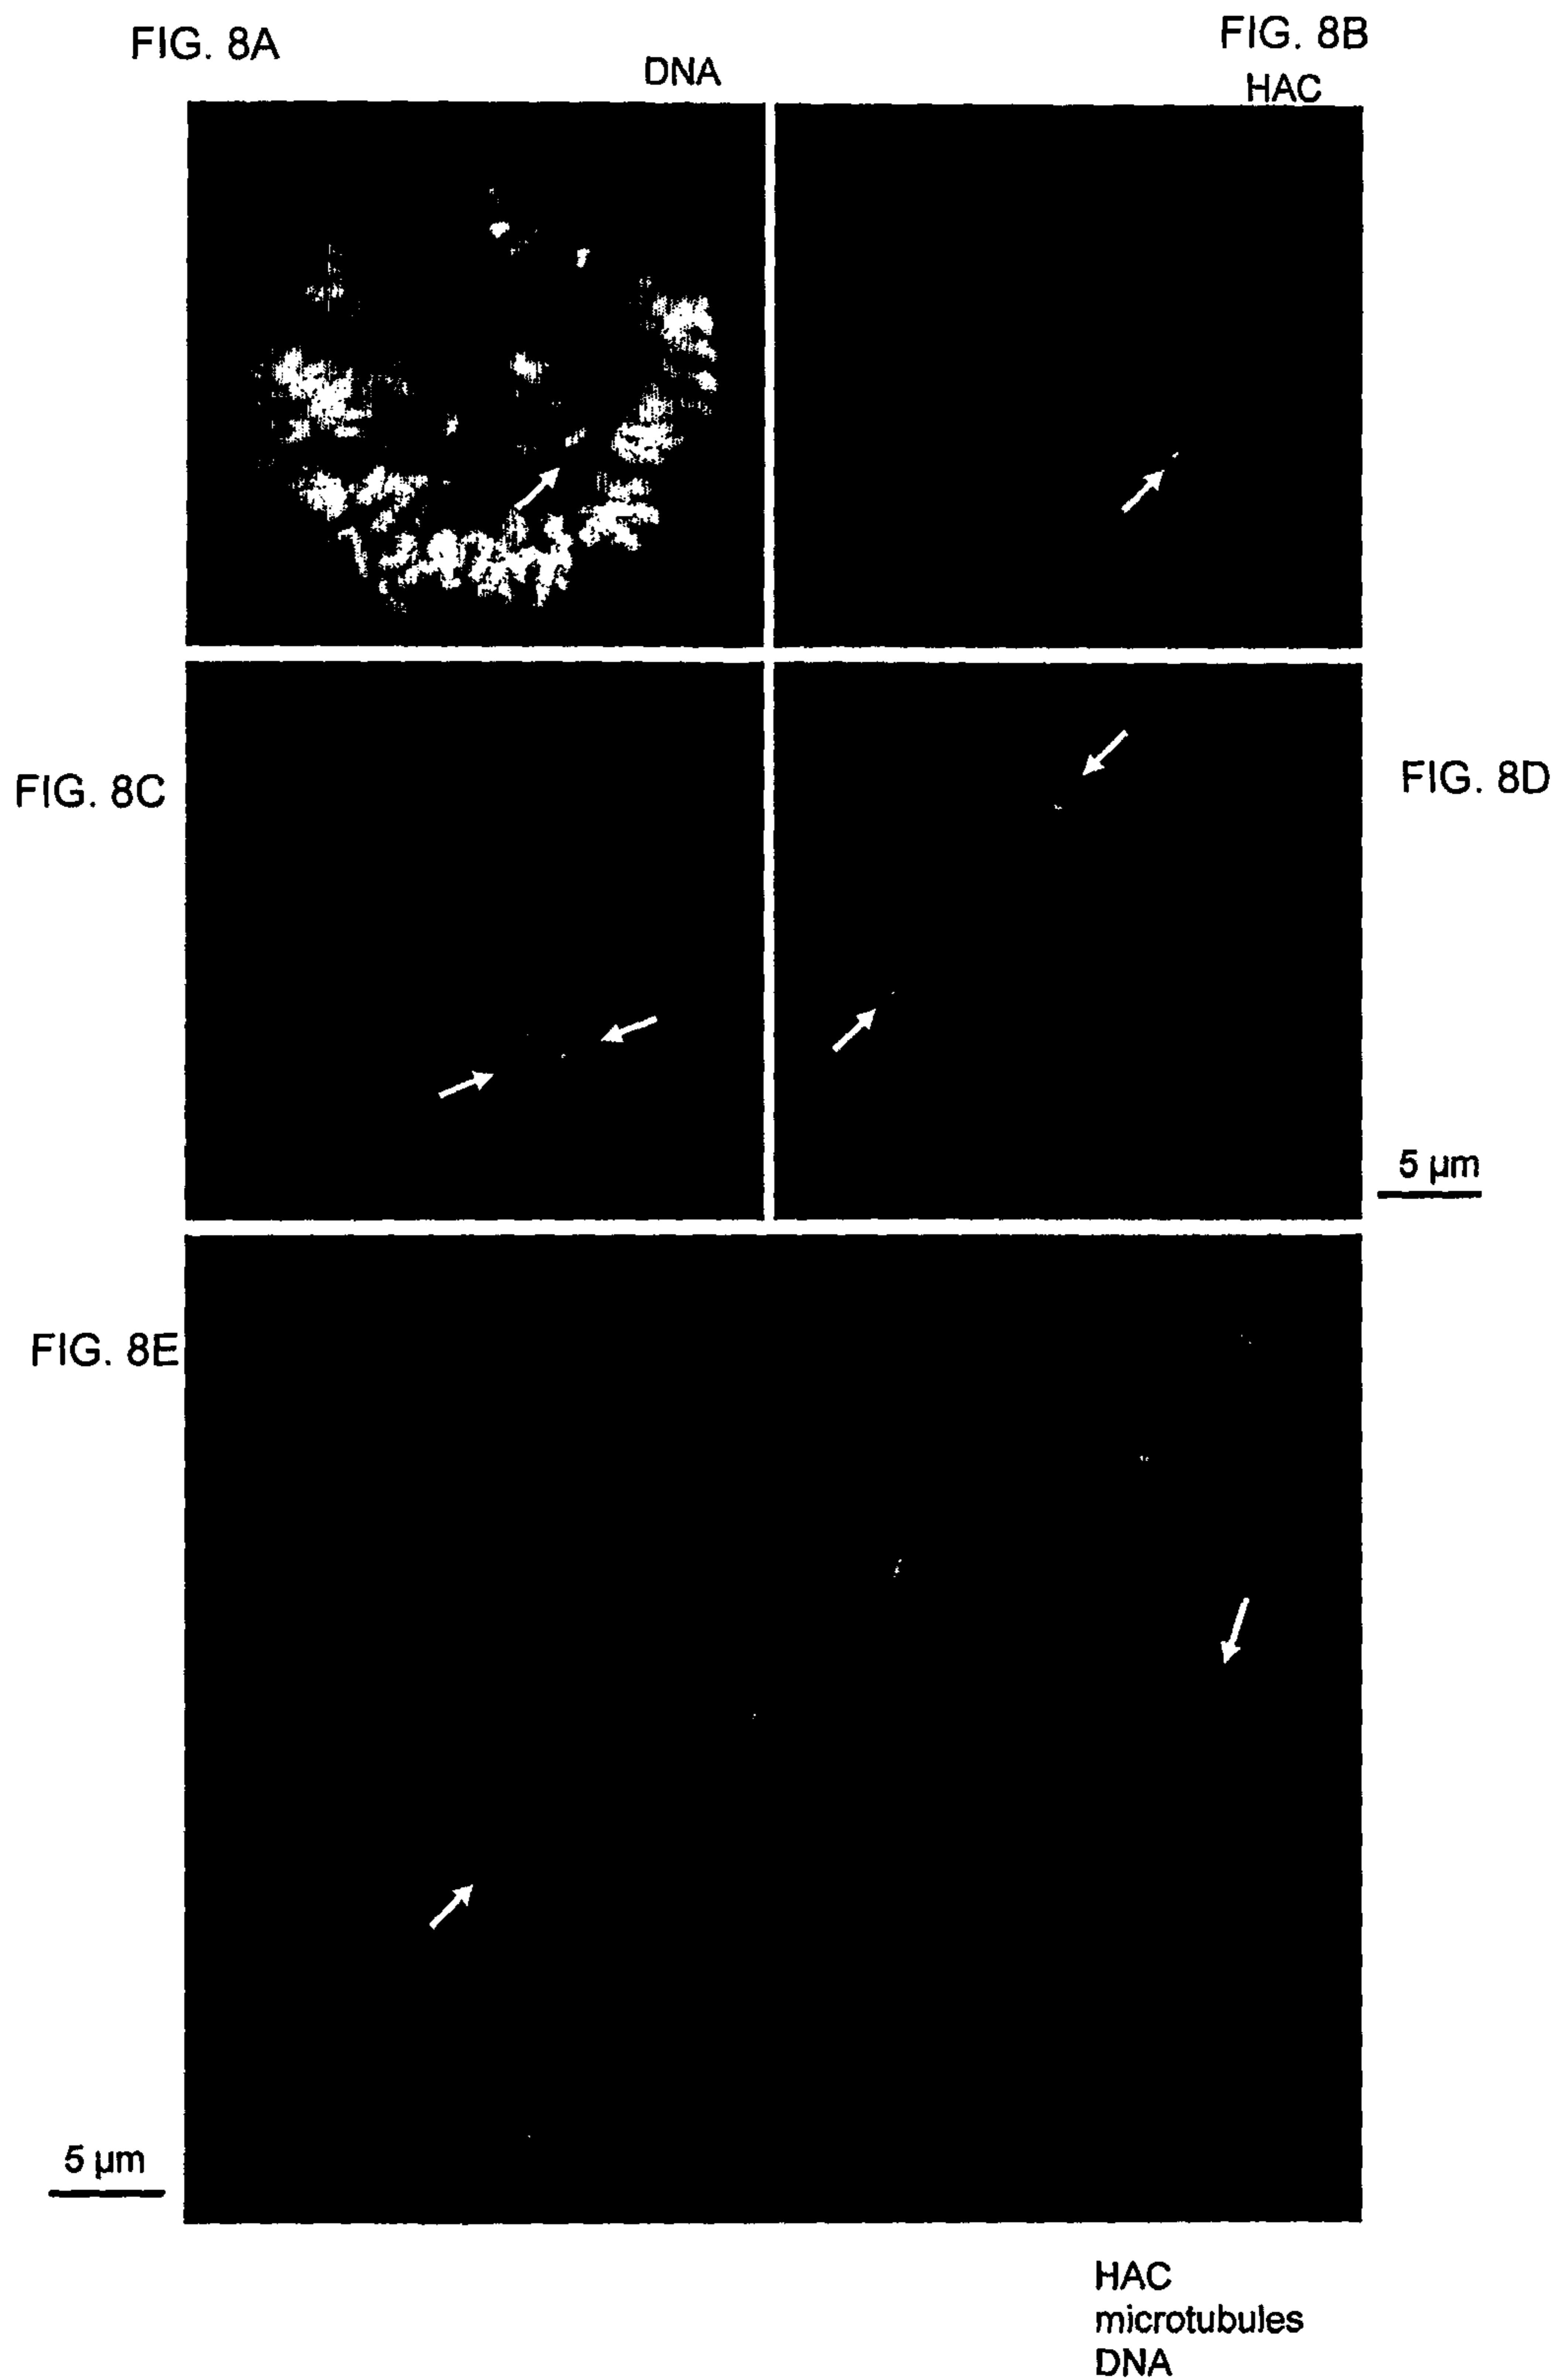 FIG. 8A
FIG. 8B
DNA
HAC
FIG. 8C
FIG. 8D
5 µm
FIG. 8E
5 µm
HAC
microtubules
DNA